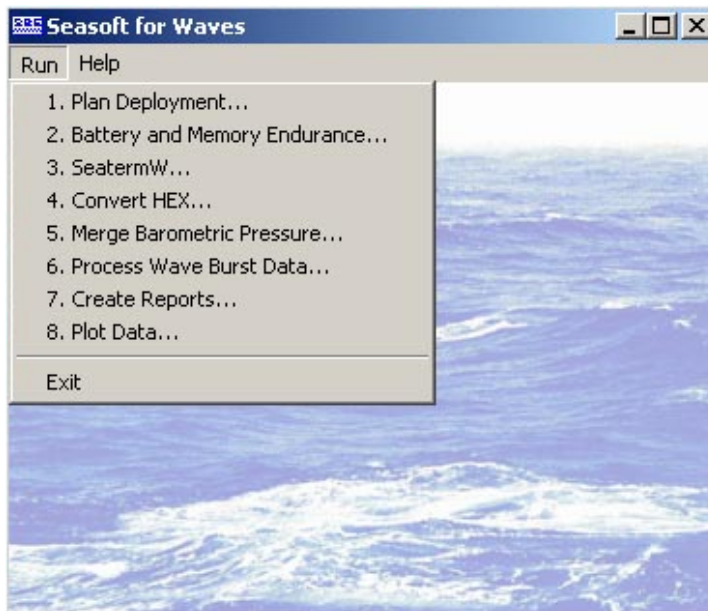 Seasoft for Waves
Run Help
1. Plan Deployment...
2. Battery and Memory Endurance...
3. SeatermW...
4. Convert HEX...
5. Merge Barometric Pressure...
6. Process Wave Burst Data...
7. Create Reports...
8. Plot Data...
Exit